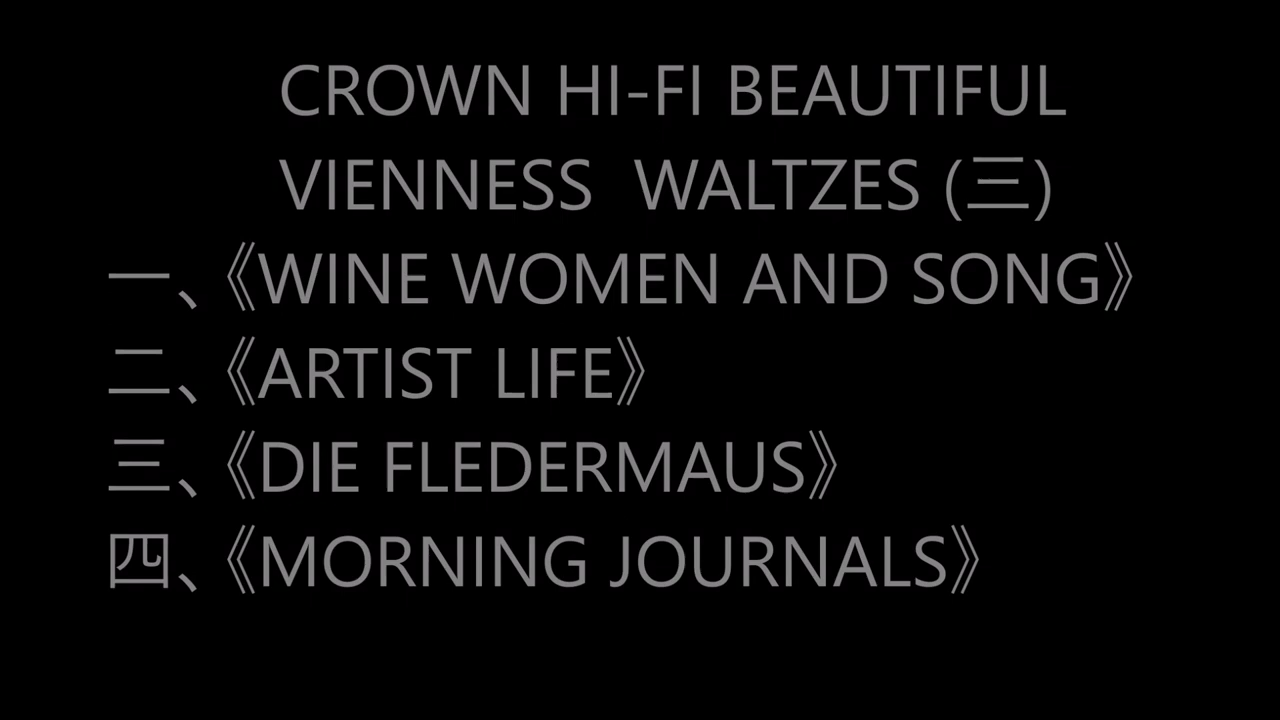 CROWN HI-FI BEAUTIFUL
VIENNESS WALTZES (三)
一、《WINE WOMEN AND SONG》
二、《ARTIST LIFE》
三、《DIE FLEDERMAUS》
四、《MORNING JOURNALS》